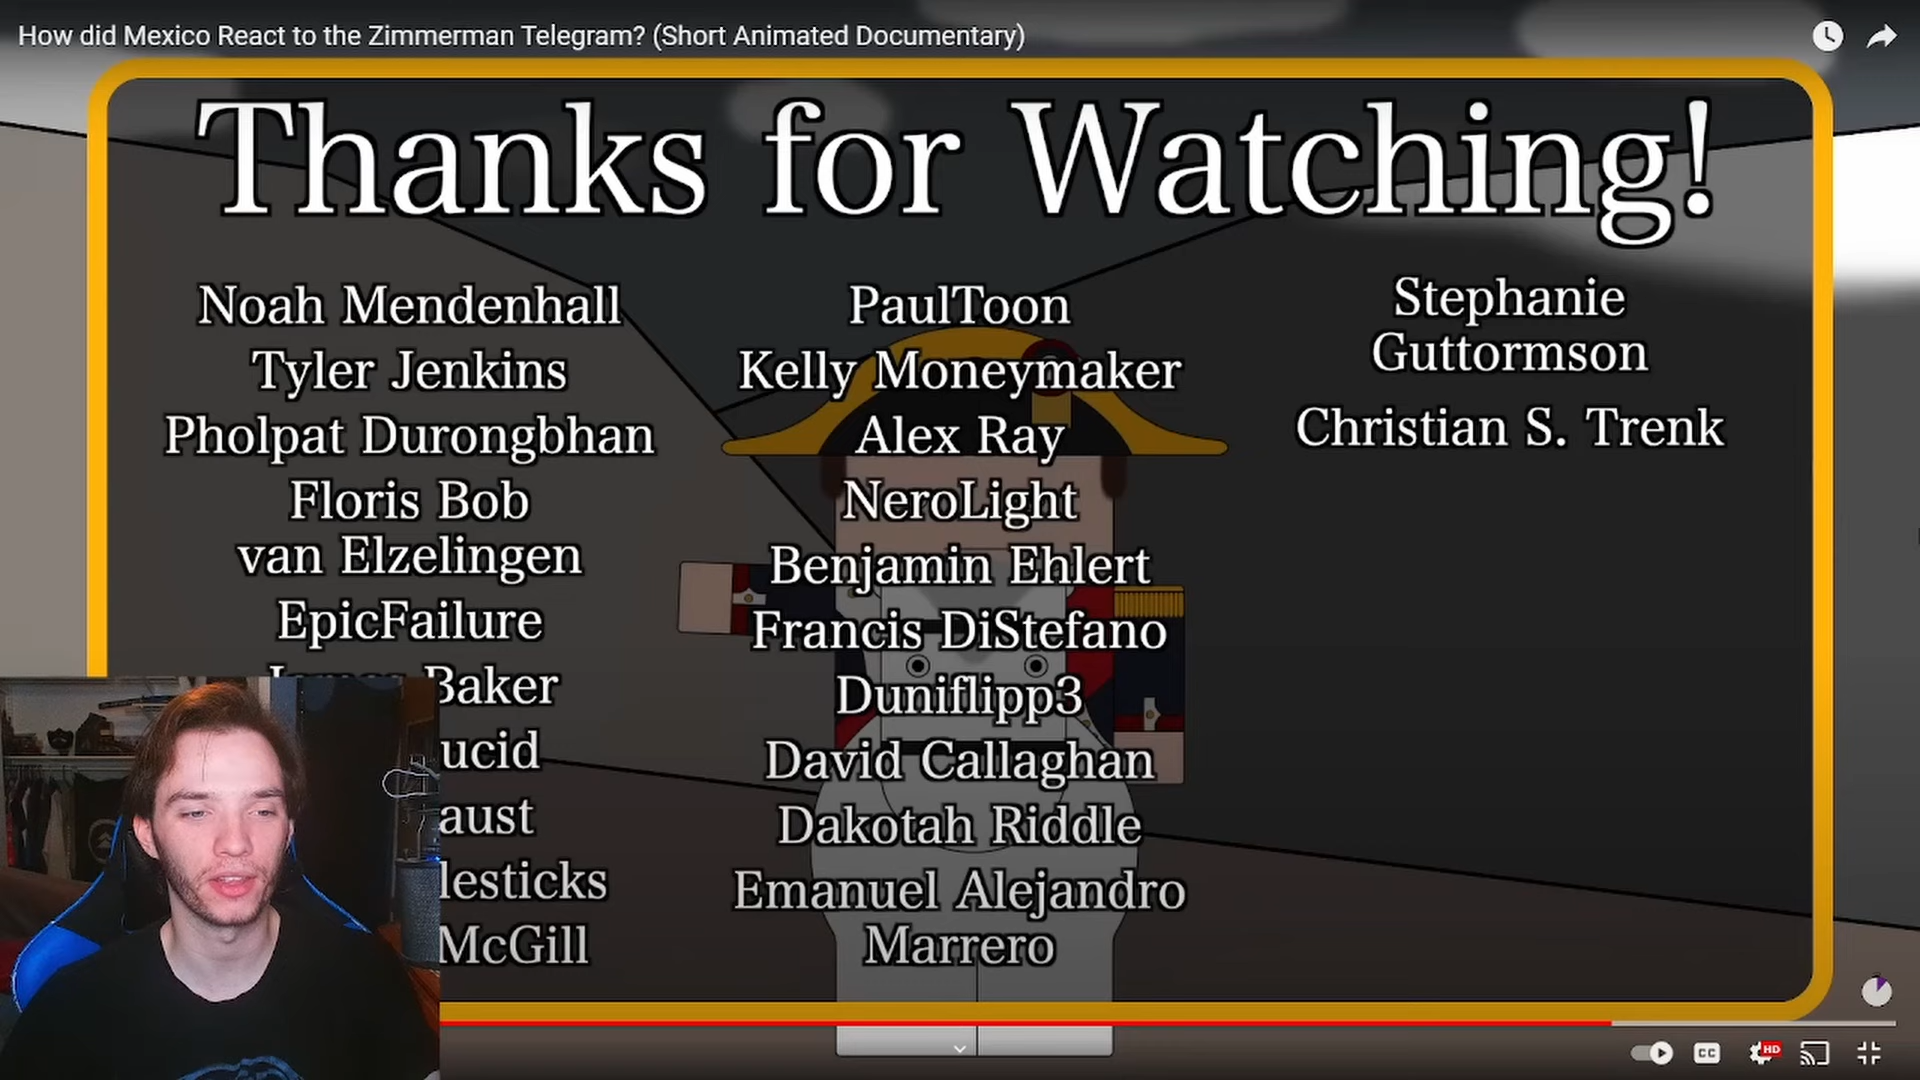 How did Mexico React to the Zimmerman Telegram? (Short Animated Documentary)
Thanks for Watching!
Noah Mendenhall
Tyler Jenkins
Pholpat Durongbhan
Floris Bob
van Elzelingen
EpicFailure
Baker
McGill
PaulToon
Kelly Moneymaker
Alex Ray
NeroLight
Benjamin Ehlert
Francis DiStefano
Duniflipp3
David Callaghan
Dakotah Riddle
Emanuel Alejandro
Marrero
Stephanie
Guttormson
Christian S. Trenk
CC
HD